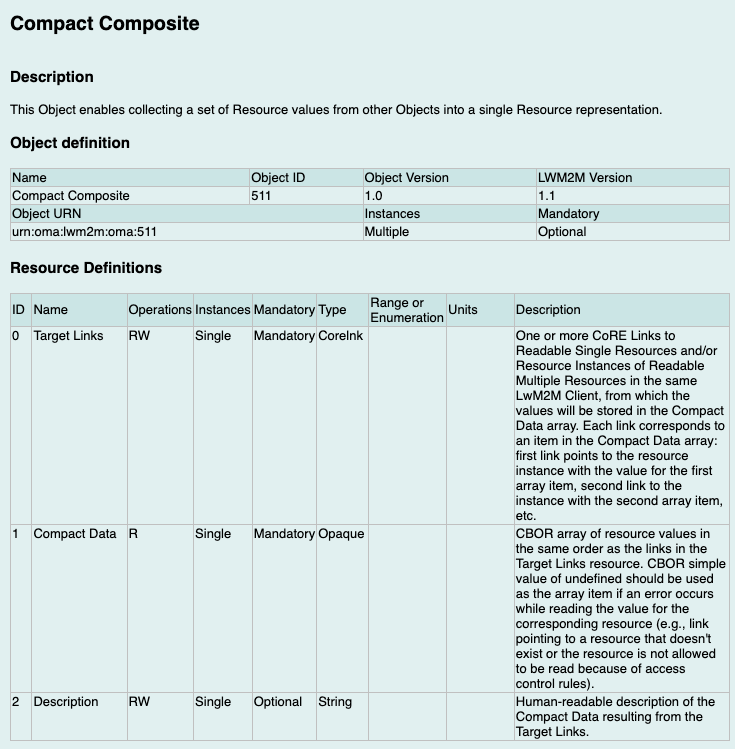 Compact Composite
Description
This Object enables collecting a set of Resource values from other Objects into a single Resource representation.
Object definition
Name Object ID Object Version LWM2M Version
Compact Composite 511 1.0 1.1
Object URN Instances Mandatory
urn:oma:lwm2m:oma:511 Multiple Optional
Resource Definitions
ID Name Operations Instances Mandatory Type Range or Enumeration Units Description
0 Target Links RW Single Mandatory Corelnk One or more CoRE Links to
Readable Single Resources and/or
Resource Instances of Readable
Multiple Resources in the same
LwM2M Client, from which the
values will be stored in the Compact
Data array. Each link corresponds to
an item in the Compact Data array:
first link points to the resource
instance with the value for the first
array item, second link to the
instance with the second array item,
etc.
1 Compact Data R Single Mandatory Opaque CBOR array of resource values in
the same order as the links in the
Target Links resource. CBOR simple
value of undefined should be used
as the array item if an error occurs
while reading the value for the
corresponding resource (e.g., link
pointing to a resource that doesn't
exist or the resource is not allowed
to be read because of access
control rules).
2 Description RW Single Optional String Human-readable description of the
Compact Data resulting from the
Target Links.